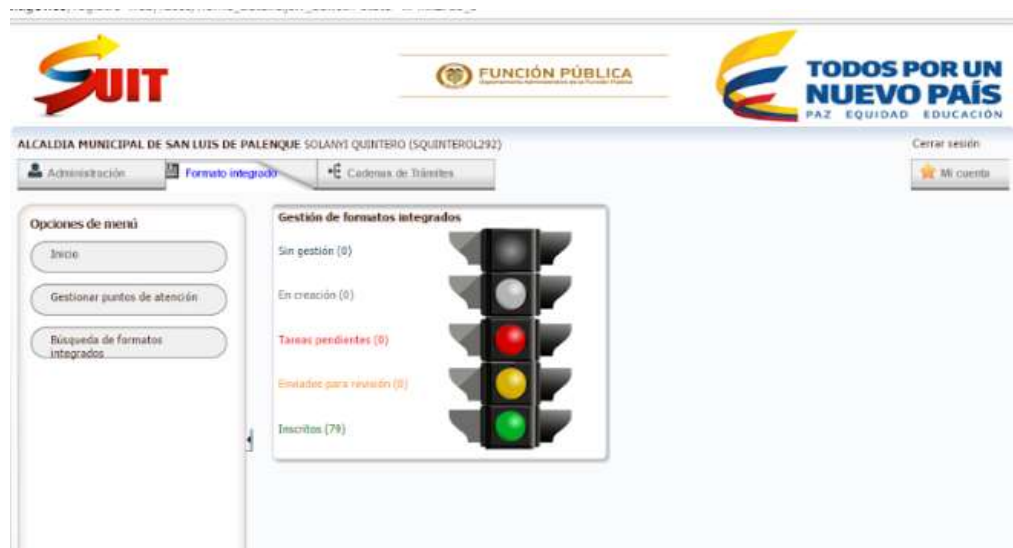 SUIT
FUNCIÓN PÚBLICA
TODOS POR UN
NUEVO PAÍS
PAZ EQUIDAD EDUCACIÓN
ALCALDIA MUNICIPAL DE SAN LUIS DE PALENQUE SOLANYI QUINTERO (SQUINTEROL292)
Cerrar sesión
Administración
Formato integrado
Cadenas de Trámites
Mi cuenta
Opciones de menú
Inicio
Gestionar puntos de atención
Búsqueda de formatos
integrados
Gestión de formatos integrados
Sin gestión (0)
En creación (0)
Tareas pendientes (0)
Enviados para revisión (0)
Inscritos (79)